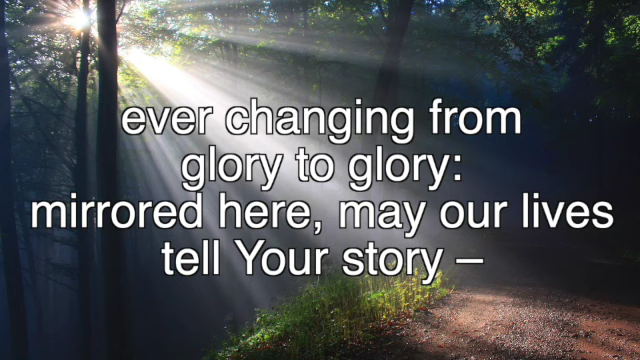 ever changing from
glory to glory:
mirrored here, may our lives
tell Your story –